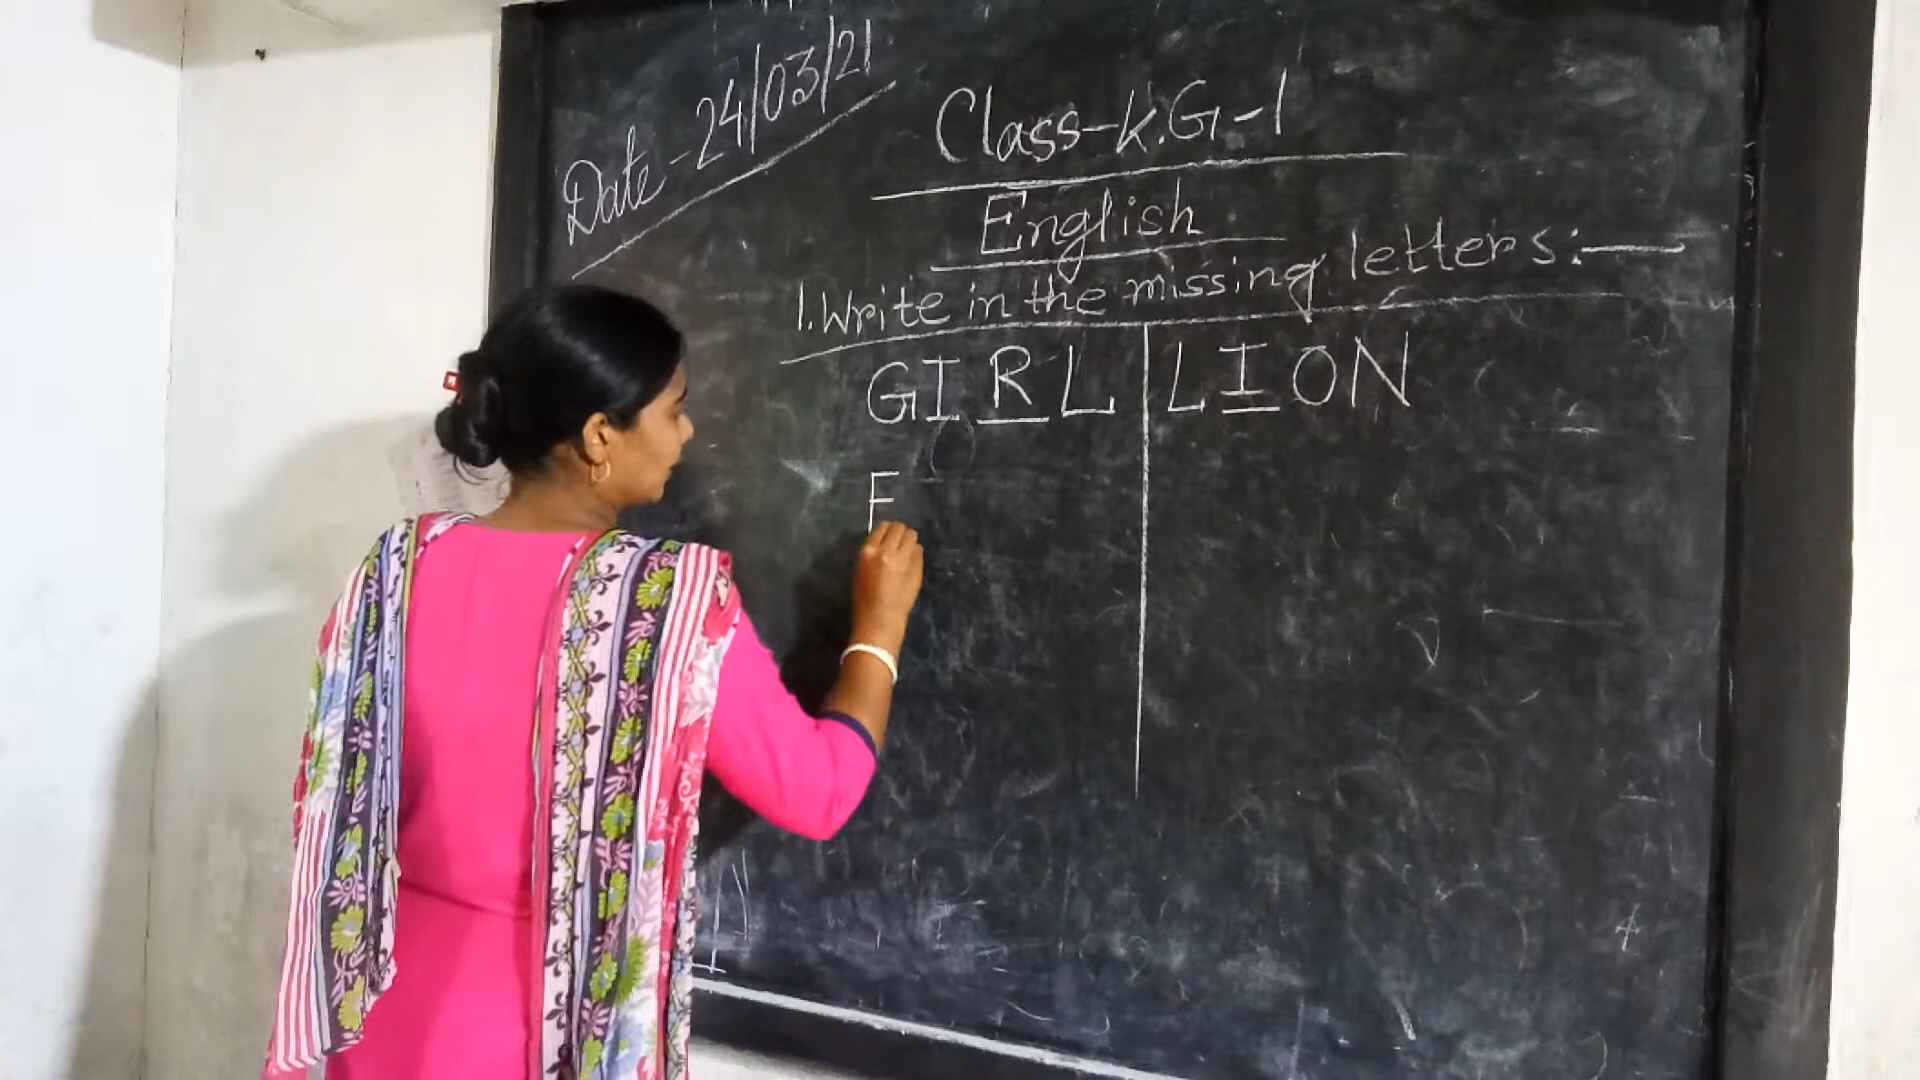 Date-24/03/21
Class-K.G-1
English
1. Write in the missing letters:-
GIRL | LION
F